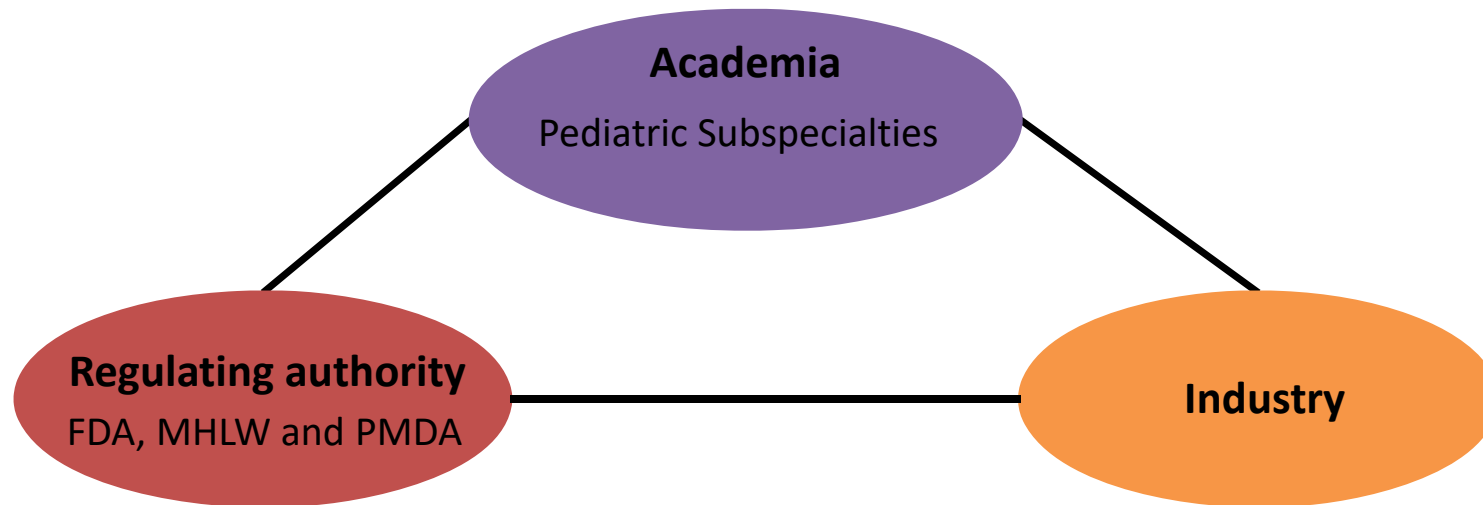 Academia
Pediatric Subspecialties
Regulating authority
FDA, MHLW and PMDA
Industry